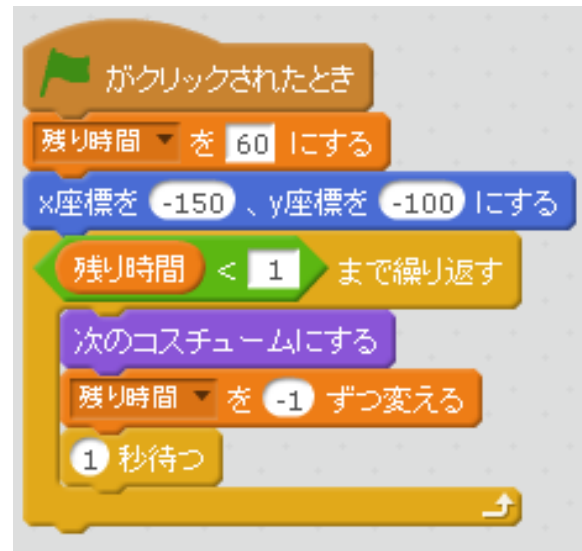 がクリックされたとき
残り時間 を 60 にする
x座標を -150 、y座標を -100 にする
残り時間 < 1 まで繰り返す
次のコスチュームにする
残り時間 を -1 ずつ変える
1 秒待つ